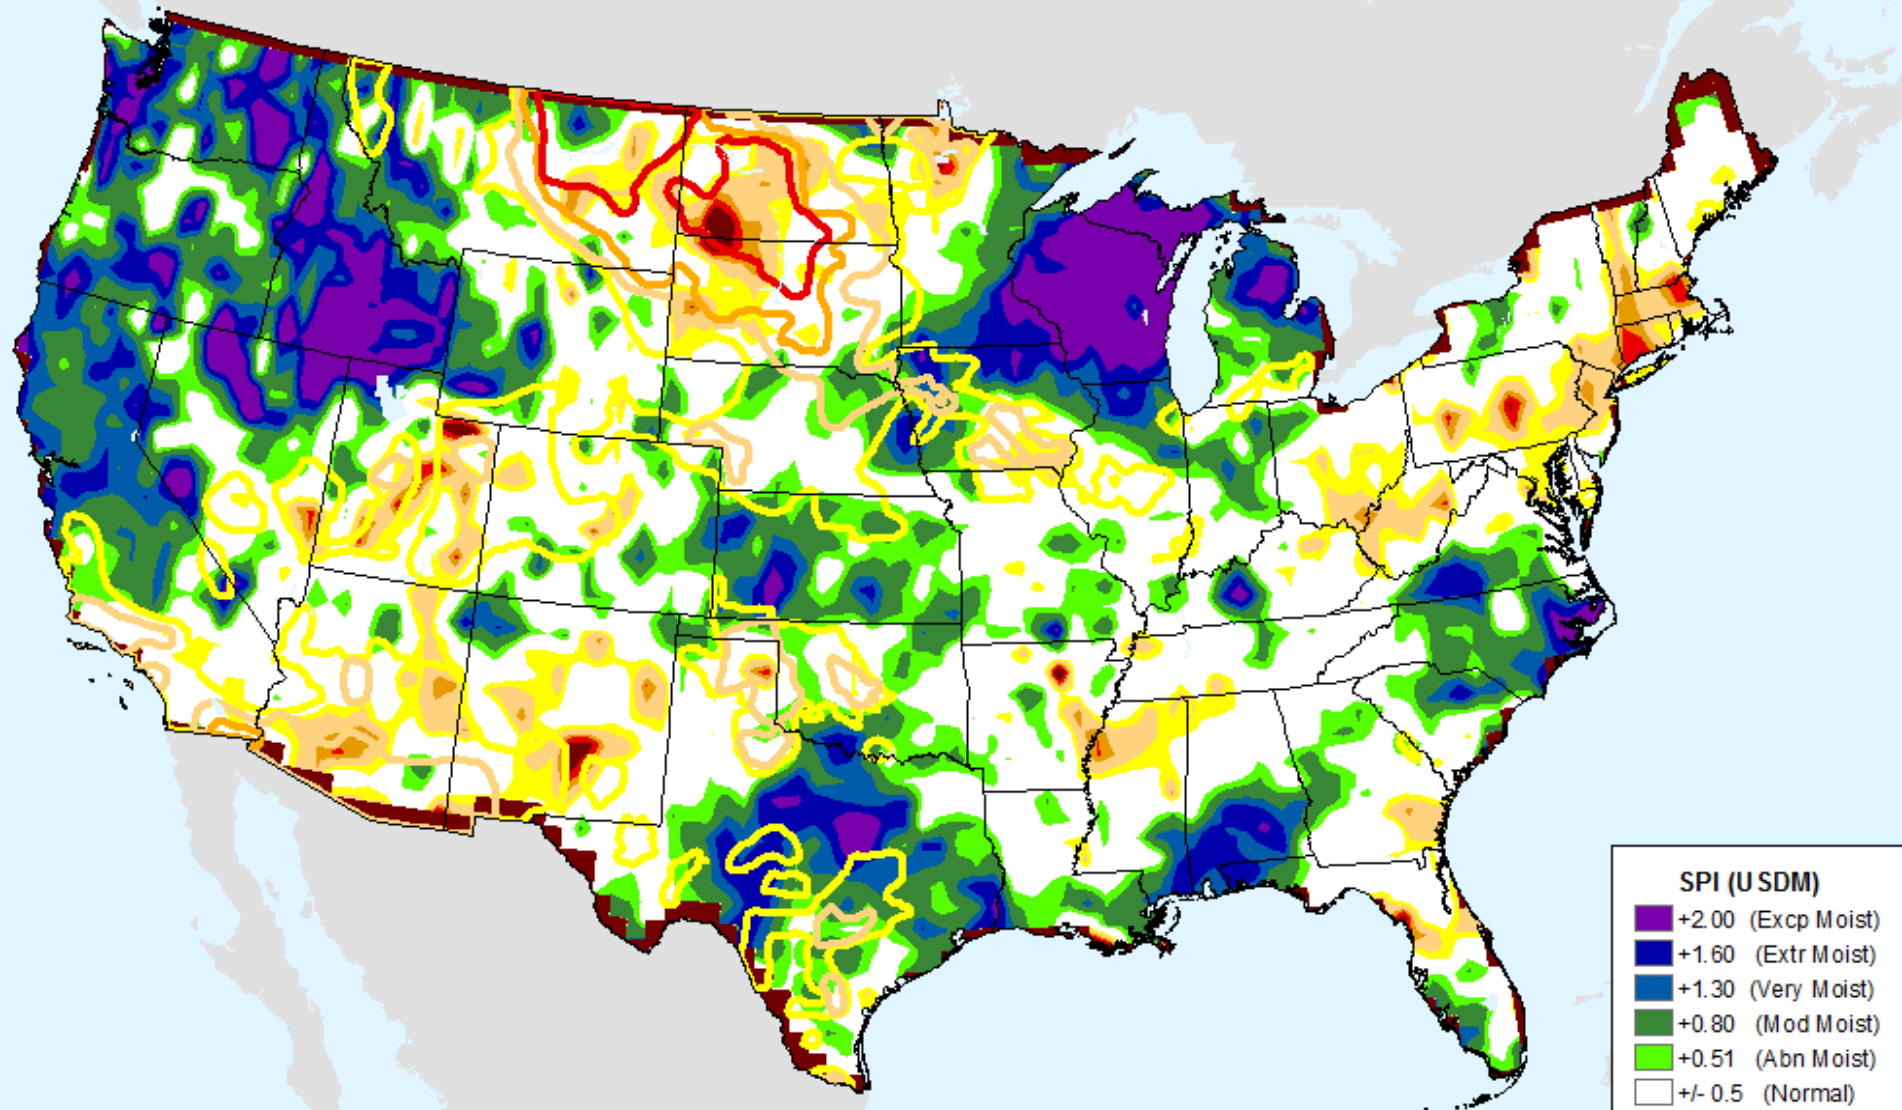 SPI (USDM)
+2.00 (Excp Moist)
+1.60 (Extr Moist)
+1.30 (Very Moist)
+0.80 (Mod Moist)
+0.51 (Abn Moist)
+/- 0.5 (Normal)